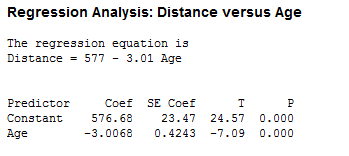 Regression Analysis: Distance versus Age
The regression equation is
Distance = 577 - 3.01 Age
Predictor Coef SE Coef T P
Constant 576.68 23.47 24.57 0.000
Age -3.0068 0.4243 -7.09 0.000